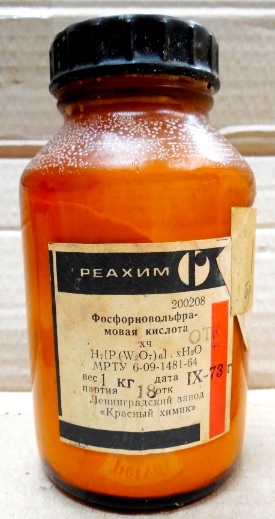 РЕАХИМ
200208
Фосфорновольфра-
мовая кислота
хч
H₇[P(W₂O₇)₆].xH₂O
МРТУ 6-09-1481-64
ОТК
вес 1 кг дата IX-73 г
партия 18 отк
Ленинградский завод
«Красный химик»